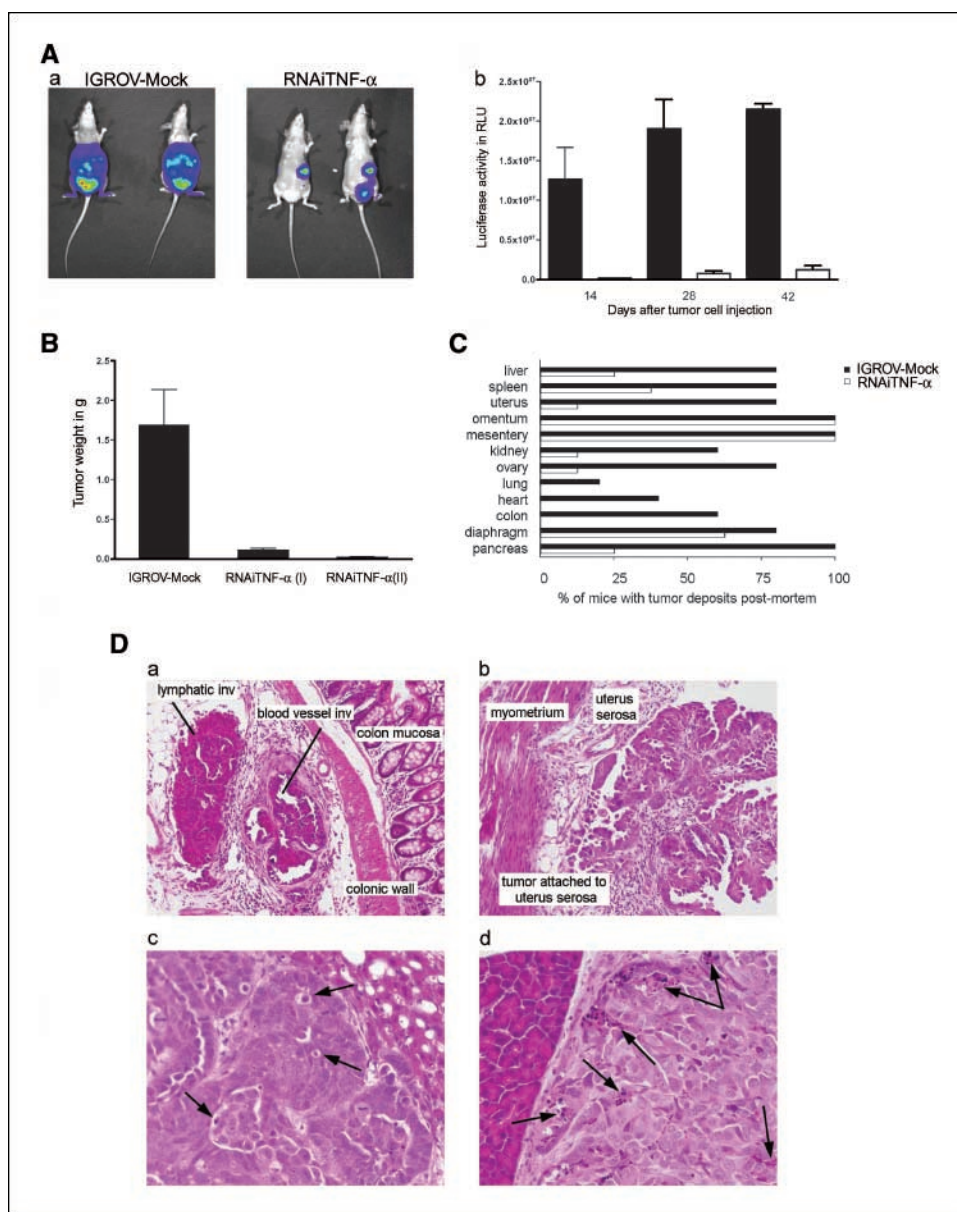 A
a
IGROV-Mock
RNAiTNF-α
b
Luciferase activity in RLU
2.5x10⁰⁷
2.0x10⁰⁷
1.5x10⁰⁷
1.0x10⁰⁷
0.5x10⁰⁷
0.0
14
28
42
Days after tumor cell injection
B
Tumor weight in g
2.5
2.0
1.5
1.0
0.5
0.0
IGROV-Mock
RNAiTNF-α (I)
RNAiTNF-α(II)
C
IGROV-Mock
RNAiTNF-α
liver
spleen
uterus
omentum
mesentery
kidney
ovary
lung
heart
colon
diaphragm
pancreas
0
25
50
75
100
% of mice with tumor deposits post-mortem
D
a
lymphatic inv
blood vessel inv
colon mucosa
colonic wall
b
myometrium
uterus
serosa
tumor attached to
uterus serosa
c
d